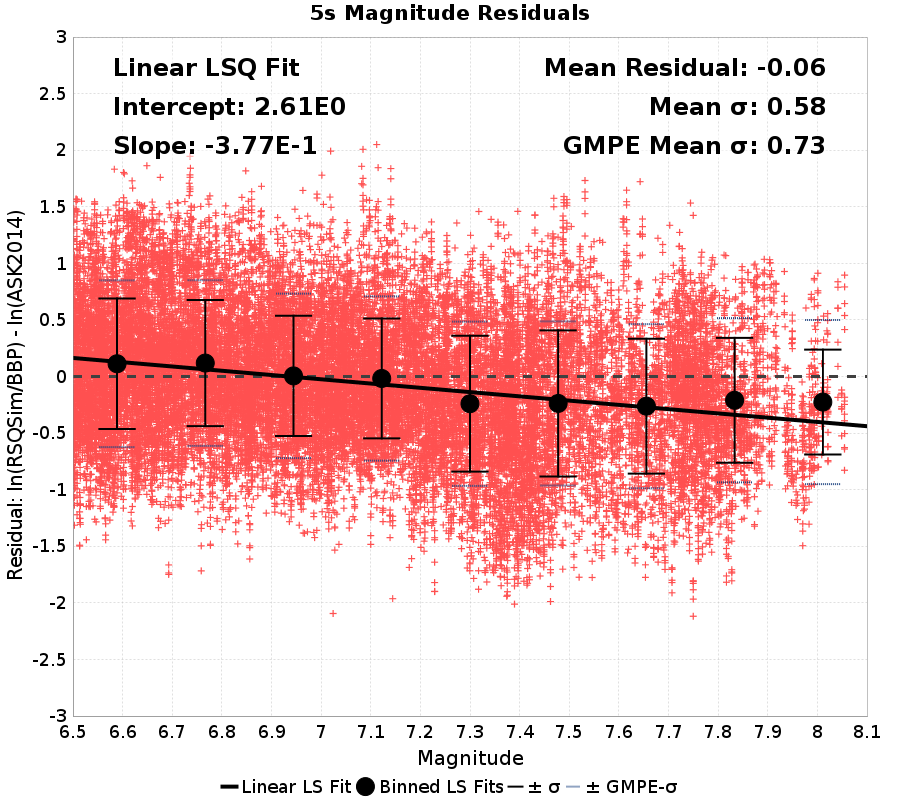 5s Magnitude Residuals
Linear LSQ Fit
Intercept: 2.61E0
Slope: -3.77E-1
Mean Residual: -0.06
Mean σ: 0.58
GMPE Mean σ: 0.73
Residual: ln(RSQSim/BBP) - ln(ASK2014)
3
2.5
2
1.5
1
0.5
0
-0.5
-1
-1.5
-2
-2.5
-3
6.5 6.6 6.7 6.8 6.9 7 7.1 7.2 7.3 7.4 7.5 7.6 7.7 7.8 7.9 8 8.1
Magnitude
Linear LS Fit Binned LS Fits ± σ ± GMPE-σ